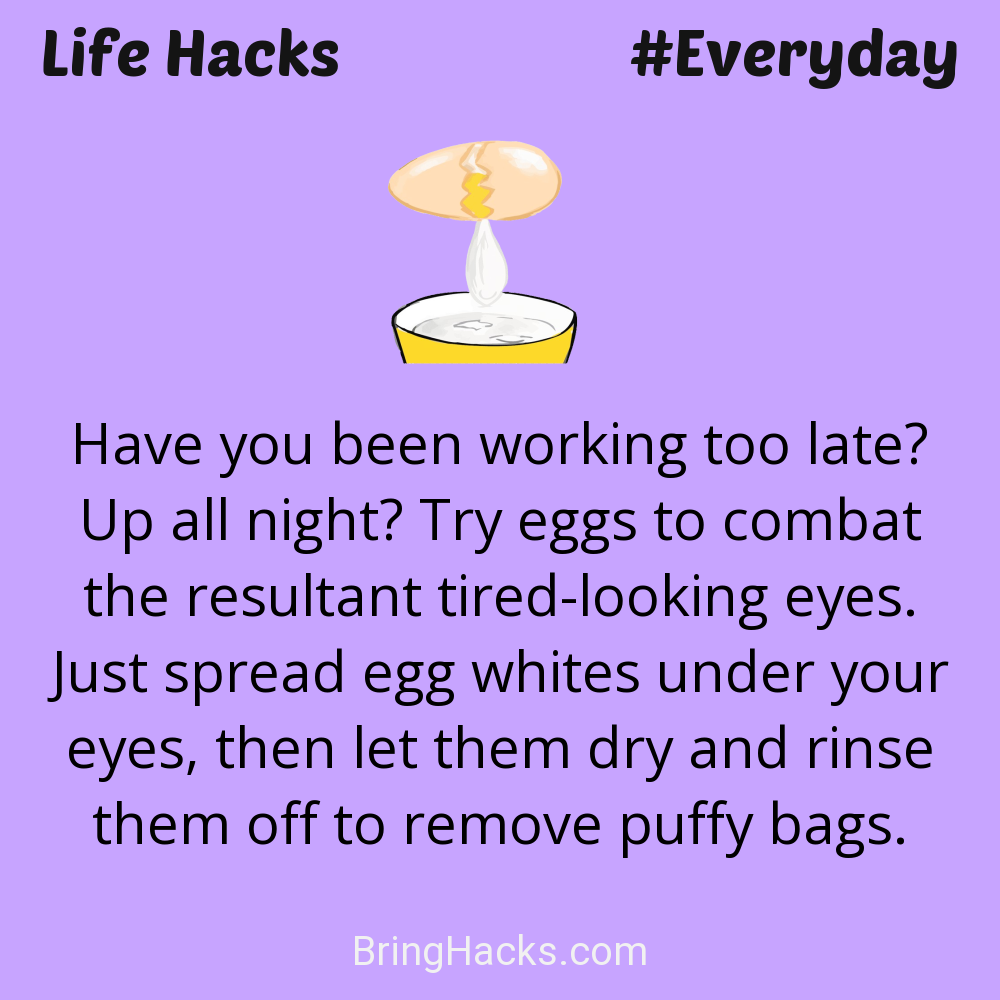 Life Hacks
#Everyday
Have you been working too late?
Up all night? Try eggs to combat
the resultant tired-looking eyes.
Just spread egg whites under your
eyes, then let them dry and rinse
them off to remove puffy bags.
BringHacks.com